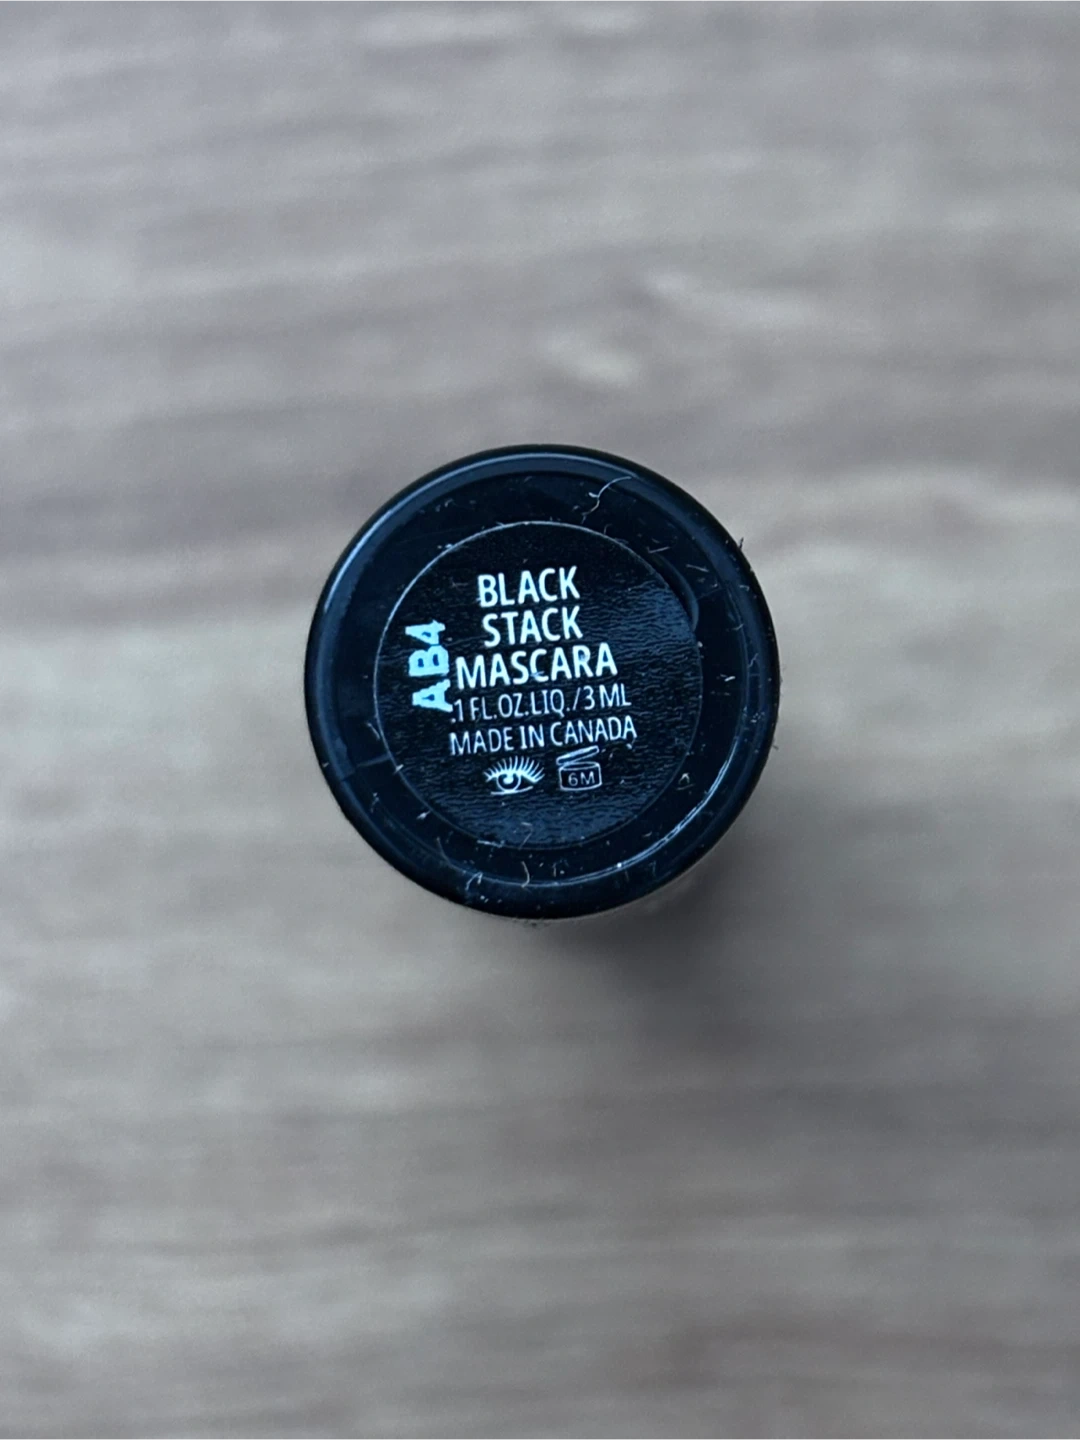 BLACK
STACK
MASCARA
.1 FL.OZ.LIQ./3 ML
MADE IN CANADA
6M
AB4